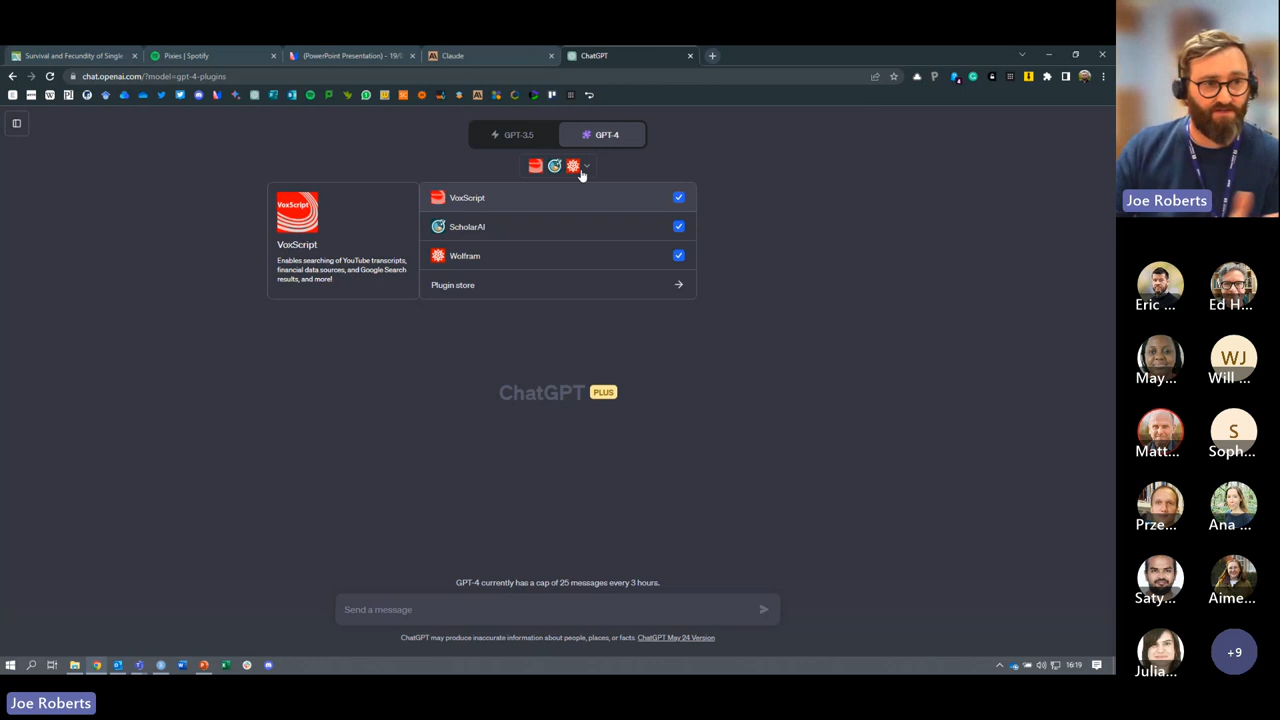 Survival and Fecundity of Single
Pixies | Spotify
(PowerPoint Presentation) - 19/0
Claude
ChatGPT
chat.openai.com/?model=gpt-4-plugins
GPT-3.5
GPT-4
VoxScript
VoxScript
Enables searching of YouTube transcripts,
financial data sources, and Google Search
results, and more!
VoxScript
ScholarAI
Wolfram
Plugin store
ChatGPT PLUS
GPT-4 currently has a cap of 25 messages every 3 hours.
Send a message
ChatGPT may produce inaccurate information about people, places, or facts. ChatGPT May 24 Version
16:19
Joe Roberts
Joe Roberts
Eric ...
Ed H...
May...
WJ
Will ...
Matt...
S
Soph...
Prze...
Ana ...
Saty...
Aime...
Julia...
+9